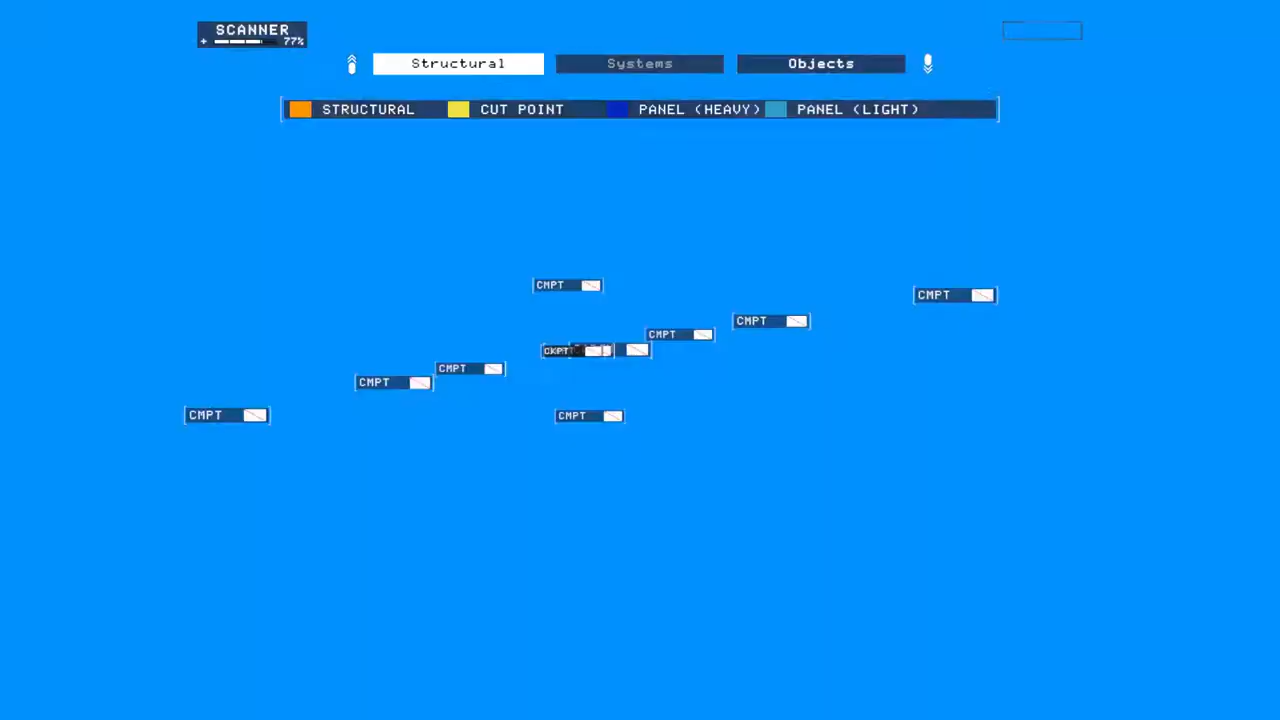 SCANNER
+ 77%
Structural Systems Objects
STRUCTURAL CUT POINT PANEL (HEAVY) PANEL (LIGHT)
CMPT
CMPT
CMPT
CMPT
CMPT
CMPT
CMPT
CMPT